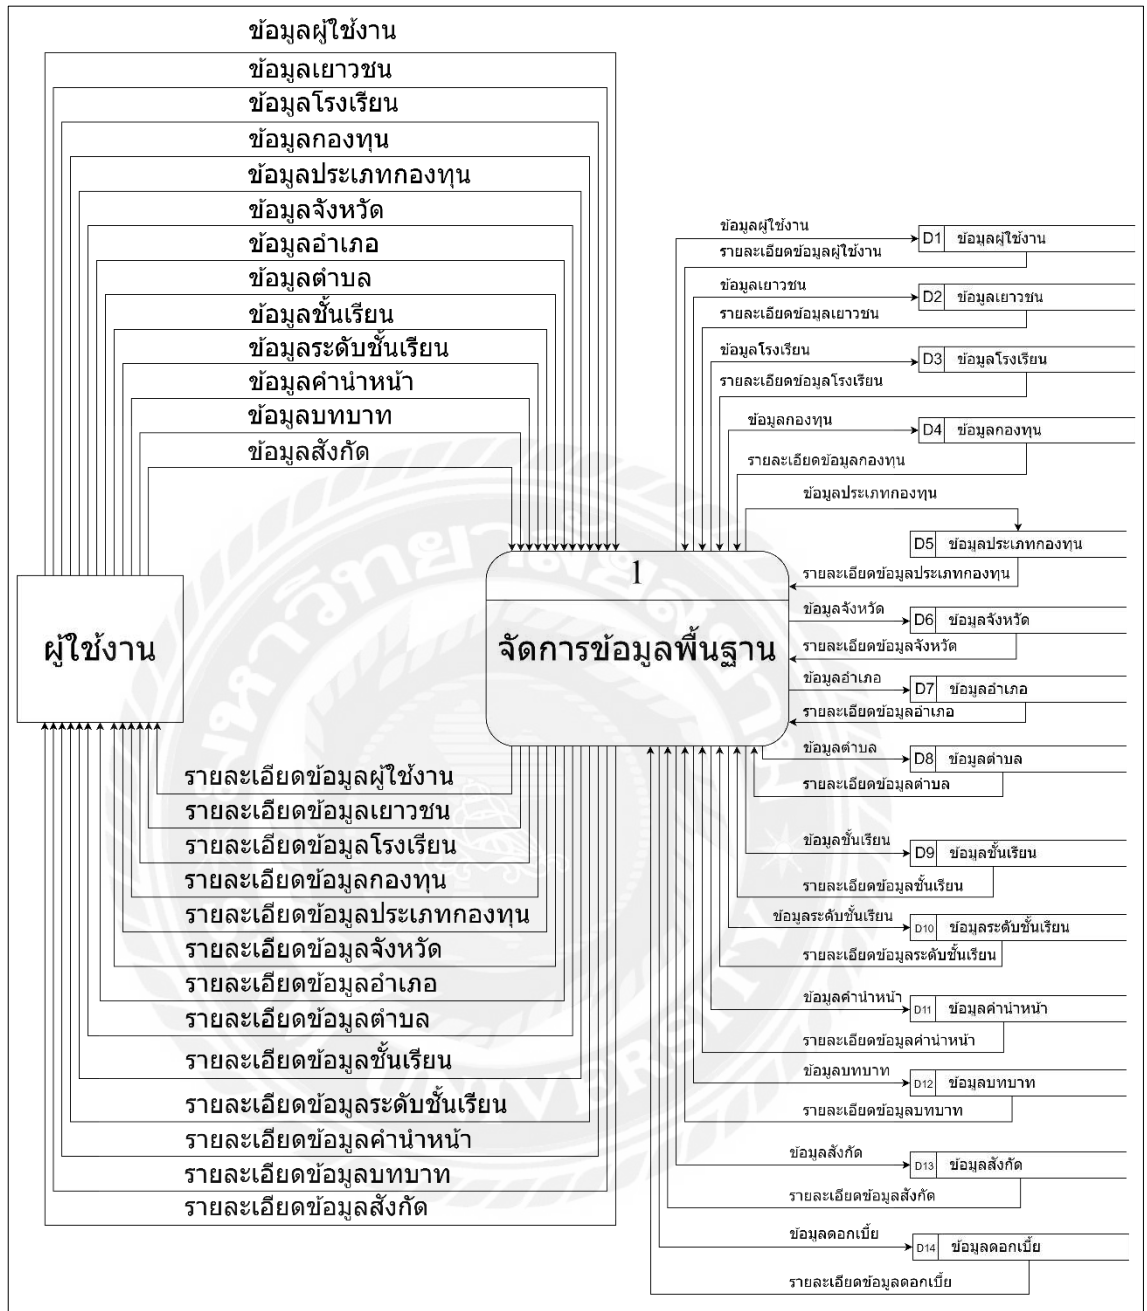 ข้อมูลผู้ใช้งาน
ข้อมูลเยาวชน
ข้อมูลโรงเรียน
ข้อมูลกองทุน
ข้อมูลประเภทกองทุน
ข้อมูลจังหวัด
ข้อมูลอำเภอ
ข้อมูลตำบล
ข้อมูลชั้นเรียน
ข้อมูลระดับชั้นเรียน
ข้อมูลคำนำหน้า
ข้อมูลบทบาท
ข้อมูลสังกัด
ผู้ใช้งาน
1
จัดการข้อมูลพื้นฐาน
รายละเอียดข้อมูลผู้ใช้งาน
รายละเอียดข้อมูลเยาวชน
รายละเอียดข้อมูลโรงเรียน
รายละเอียดข้อมูลกองทุน
รายละเอียดข้อมูลประเภทกองทุน
รายละเอียดข้อมูลจังหวัด
รายละเอียดข้อมูลอำเภอ
รายละเอียดข้อมูลตำบล
รายละเอียดข้อมูลชั้นเรียน
รายละเอียดข้อมูลระดับชั้นเรียน
รายละเอียดข้อมูลคำนำหน้า
รายละเอียดข้อมูลบทบาท
รายละเอียดข้อมูลสังกัด
ข้อมูลผู้ใช้งาน
D1 ข้อมูลผู้ใช้งาน
รายละเอียดข้อมูลผู้ใช้งาน
ข้อมูลเยาวชน
D2 ข้อมูลเยาวชน
รายละเอียดข้อมูลเยาวชน
ข้อมูลโรงเรียน
D3 ข้อมูลโรงเรียน
รายละเอียดข้อมูลโรงเรียน
ข้อมูลกองทุน
D4 ข้อมูลกองทุน
รายละเอียดข้อมูลกองทุน
ข้อมูลประเภทกองทุน
D5 ข้อมูลประเภทกองทุน
รายละเอียดข้อมูลประเภทกองทุน
ข้อมูลจังหวัด
D6 ข้อมูลจังหวัด
รายละเอียดข้อมูลจังหวัด
ข้อมูลอำเภอ
D7 ข้อมูลอำเภอ
รายละเอียดข้อมูลอำเภอ
ข้อมูลตำบล
D8 ข้อมูลตำบล
รายละเอียดข้อมูลตำบล
ข้อมูลชั้นเรียน
D9 ข้อมูลชั้นเรียน
รายละเอียดข้อมูลชั้นเรียน
ข้อมูลระดับชั้นเรียน
D10 ข้อมูลระดับชั้นเรียน
รายละเอียดข้อมูลระดับชั้นเรียน
ข้อมูลคำนำหน้า
D11 ข้อมูลคำนำหน้า
รายละเอียดข้อมูลคำนำหน้า
ข้อมูลบทบาท
D12 ข้อมูลบทบาท
รายละเอียดข้อมูลบทบาท
ข้อมูลสังกัด
D13 ข้อมูลสังกัด
รายละเอียดข้อมูลสังกัด
ข้อมูลดอกเบี้ย
D14 ข้อมูลดอกเบี้ย
รายละเอียดข้อมูลดอกเบี้ย
มหาวิทยาลัยสยาม
UNIVERSITY